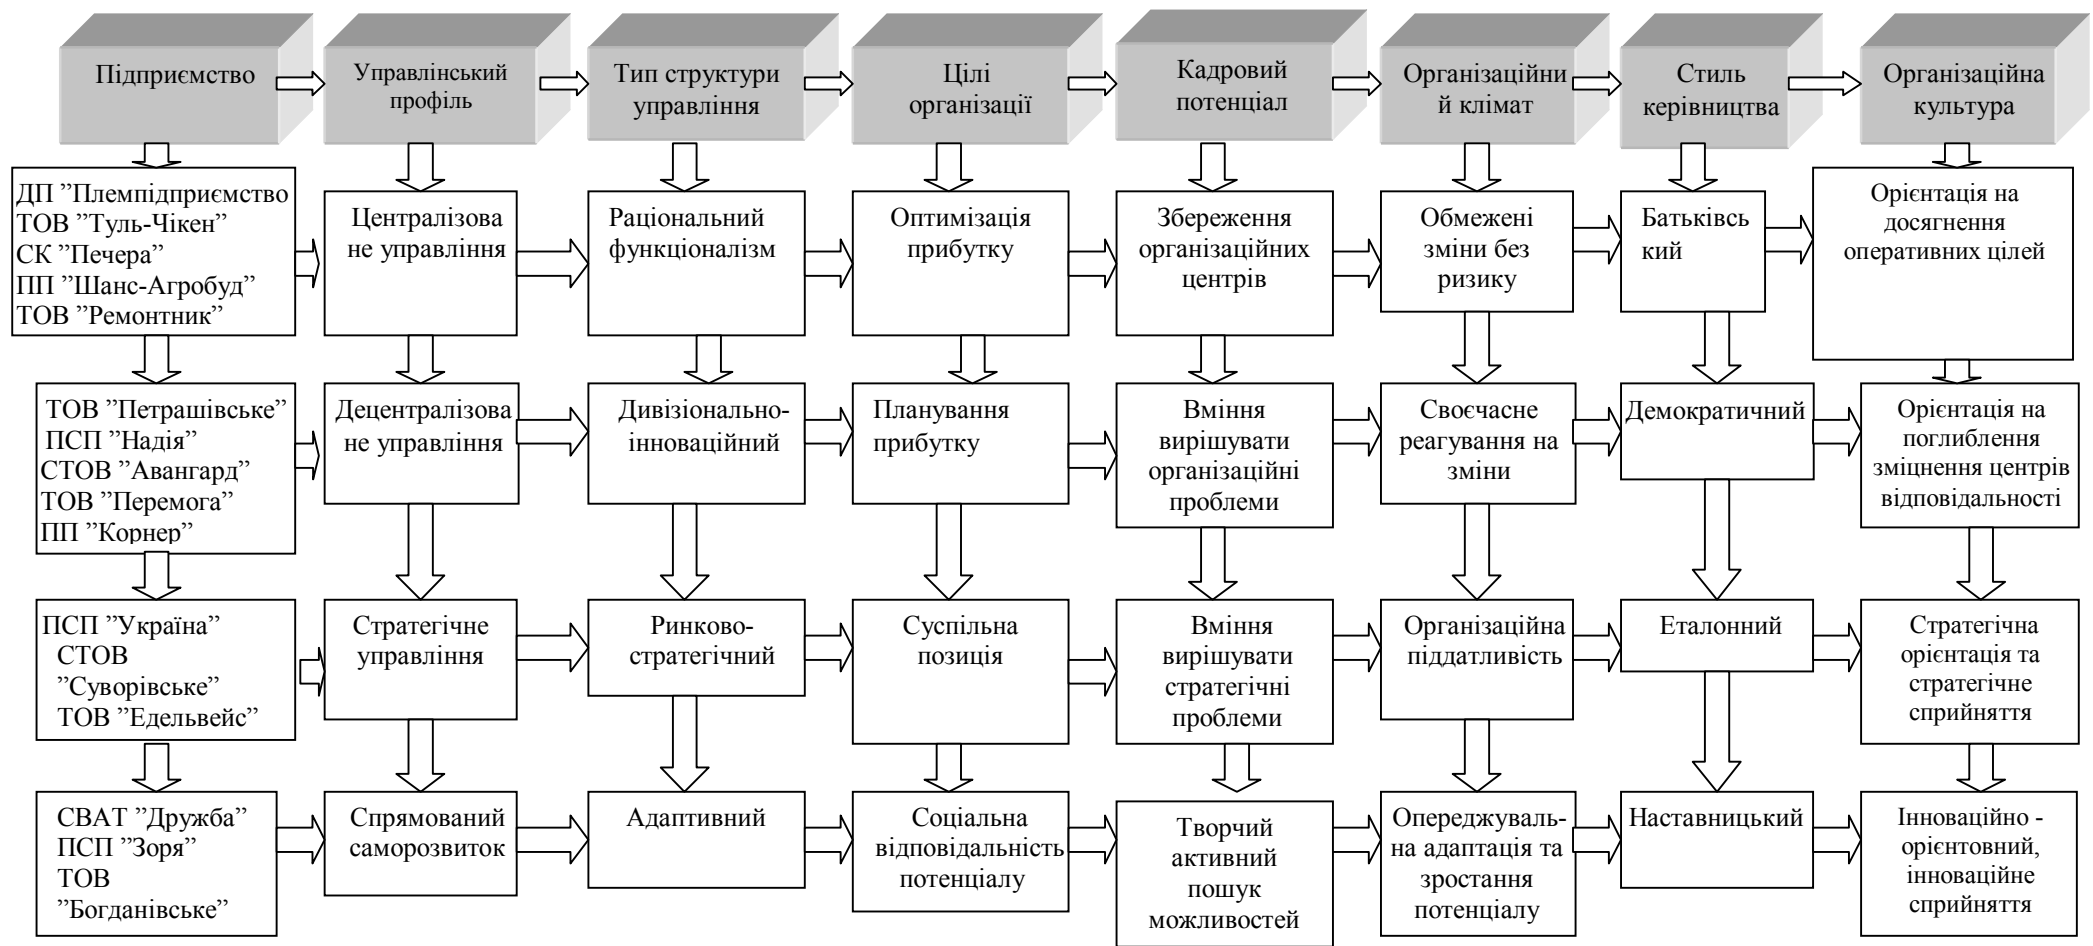 Підприємство
Управлінський
профіль
Тип структури
управління
Цілі
організації
Кадровий
потенціал
Організаційни
й клімат
Стиль
керівництва
Організаційна
культура
ДП ”Племпідприємство
ТОВ ”Туль-Чікен”
СК ”Печера”
ПП ”Шанс-Агробуд”
ТОВ ”Ремонтник”
Централізова
не управління
Раціональний
функціоналізм
Оптимізація
прибутку
Збереження
організаційних
центрів
Обмежені
зміни без
ризику
Батьківсь
кий
Орієнтація на
досягнення
оперативних цілей
ТОВ ”Петрашівське”
ПСП ”Надія”
СТОВ ”Авангард”
ТОВ ”Перемога”
ПП ”Корнер”
Децентралізова
не управління
Дивізіонально-
інноваційний
Планування
прибутку
Вміння
вирішувати
організаційні
проблеми
Своєчасне
реагування на
зміни
Демократичний
Орієнтація на
поглиблення
зміцнення центрів
відповідальності
ПСП ”Україна”
СТОВ
”Суворівське”
ТОВ ”Едельвейс”
Стратегічне
управління
Ринково-
стратегічний
Суспільна
позиція
Вміння
вирішувати
стратегічні
проблеми
Організаційна
піддатливість
Еталонний
Стратегічна
орієнтація та
стратегічне
сприйняття
СВАТ ”Дружба”
ПСП ”Зоря”
ТОВ
”Богданівське”
Спрямований
саморозвиток
Адаптивний
Соціальна
відповідальність
потенціалу
Творчий
активний
пошук
можливостей
Опереджуваль-
на адаптація та
зростання
потенціалу
Наставницький
Інноваційно -
орієнтовний,
інноваційне
сприйняття